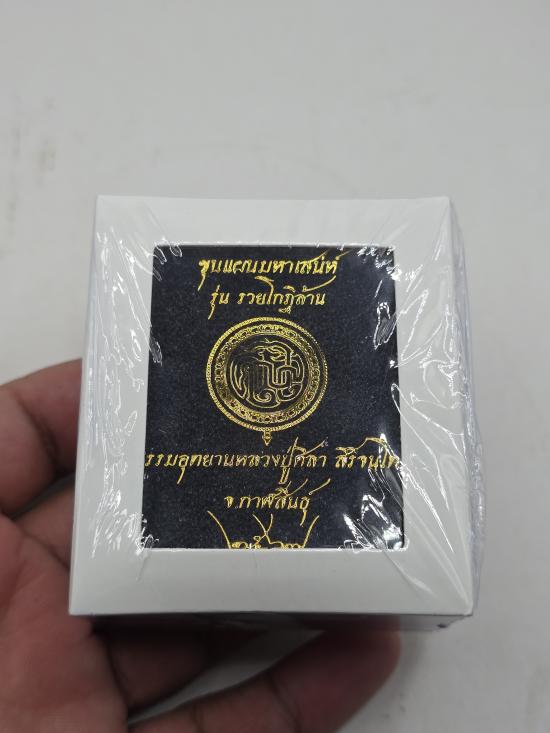 ขุนแผนมหาเสน่ห์
รุ่น รวยโกฏิล้าน
รรมอุตยานหลวงปู่ศิลา สิริจนฺโท
จ.กาฬสินธุ์